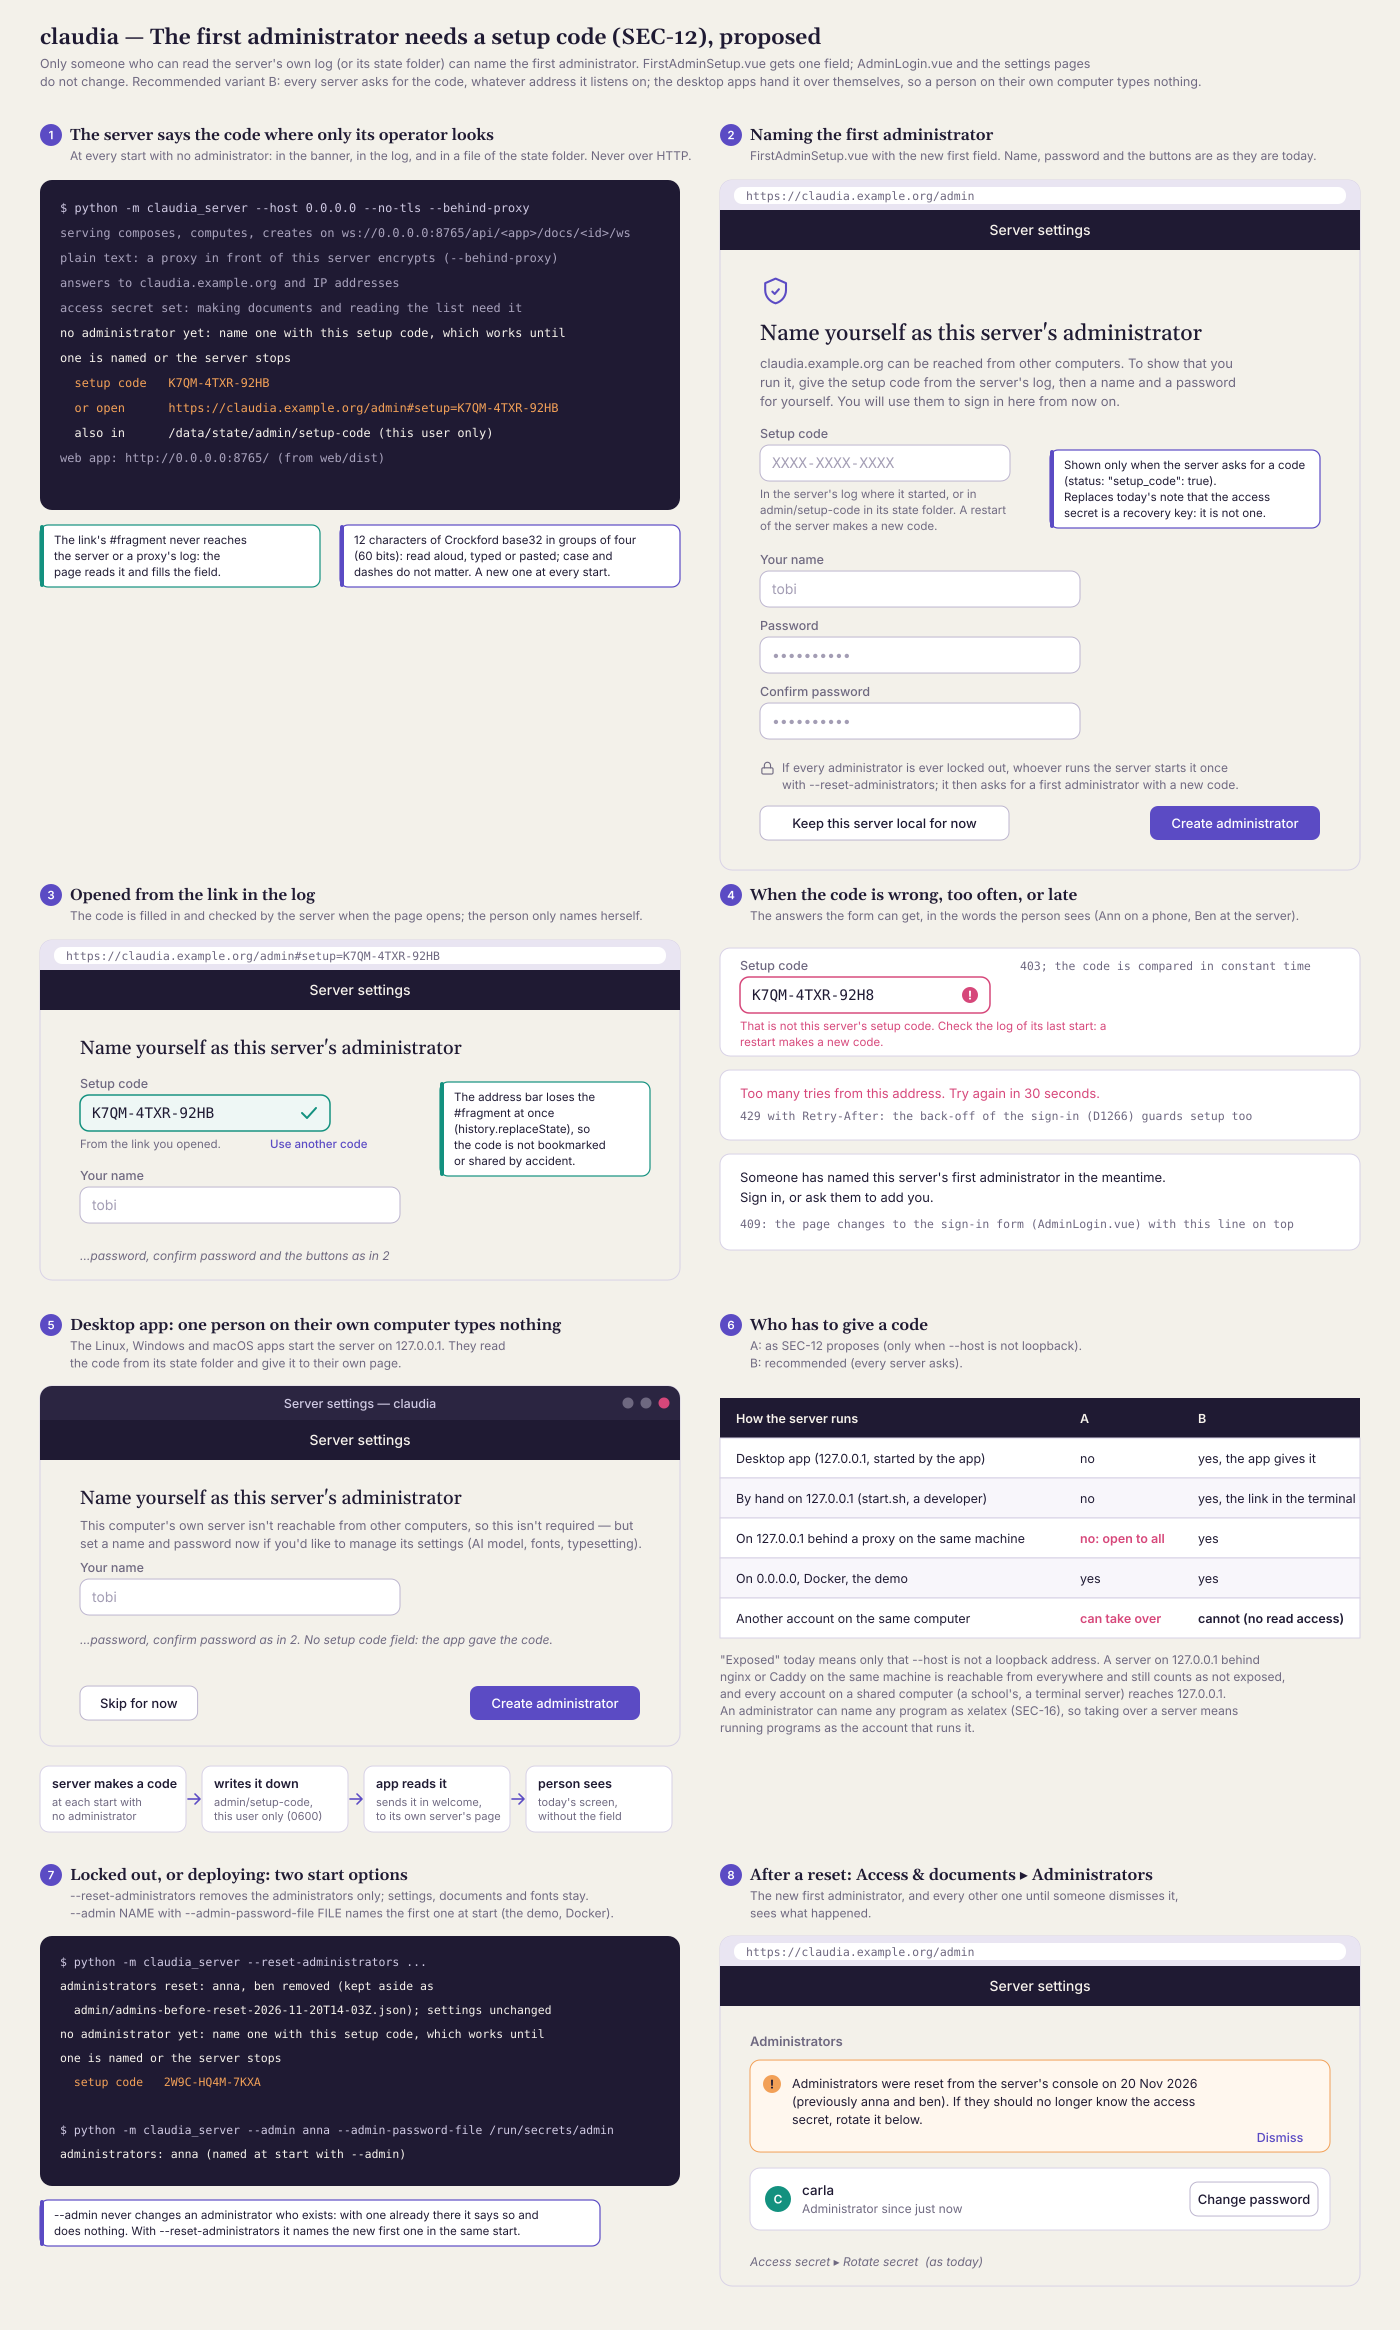 claudia — The first administrator needs a setup code (SEC-12), proposed
Only someone who can read the server's own log (or its state folder) can name the first administrator. FirstAdminSetup.vue gets one field; AdminLogin.vue and the settings pages
do not change. Recommended variant B: every server asks for the code, whatever address it listens on; the desktop apps hand it over themselves, so a person on their own computer types nothing.
1 The server says the code where only its operator looks
At every start with no administrator: in the banner, in the log, and in a file of the state folder. Never over HTTP.
$ python -m claudia_server --host 0.0.0.0 --no-tls --behind-proxy
serving composes, computes, creates on ws://0.0.0.0:8765/api/<app>/docs/<id>/ws
plain text: a proxy in front of this server encrypts (--behind-proxy)
answers to claudia.example.org and IP addresses
access secret set: making documents and reading the list need it
no administrator yet: name one with this setup code, which works until
one is named or the server stops
setup code K7QM-4TXR-92HB
or open https://claudia.example.org/admin#setup=K7QM-4TXR-92HB
also in /data/state/admin/setup-code (this user only)
web app: http://0.0.0.0:8765/ (from web/dist)
The link's #fragment never reaches
the server or a proxy's log: the
page reads it and fills the field.
12 characters of Crockford base32 in groups of four
(60 bits): read aloud, typed or pasted; case and
dashes do not matter. A new one at every start.
2 Naming the first administrator
FirstAdminSetup.vue with the new first field. Name, password and the buttons are as they are today.
https://claudia.example.org/admin
Server settings
Name yourself as this server's administrator
claudia.example.org can be reached from other computers. To show that you
run it, give the setup code from the server's log, then a name and a password
for yourself. You will use them to sign in here from now on.
Setup code
XXXX-XXXX-XXXX
In the server's log where it started, or in
admin/setup-code in its state folder. A restart
of the server makes a new code.
Shown only when the server asks for a code
(status: "setup_code": true).
Replaces today's note that the access
secret is a recovery key: it is not one.
Your name
tobi
Password
••••••••••
Confirm password
••••••••••
If every administrator is ever locked out, whoever runs the server starts it once
with --reset-administrators; it then asks for a first administrator with a new code.
Keep this server local for now
Create administrator
3 Opened from the link in the log
The code is filled in and checked by the server when the page opens; the person only names herself.
https://claudia.example.org/admin#setup=K7QM-4TXR-92HB
Server settings
Name yourself as this server's administrator
Setup code
K7QM-4TXR-92HB
From the link you opened. Use another code
The address bar loses the
#fragment at once
(history.replaceState), so
the code is not bookmarked
or shared by accident.
Your name
tobi
...password, confirm password and the buttons as in 2
4 When the code is wrong, too often, or late
The answers the form can get, in the words the person sees (Ann on a phone, Ben at the server).
Setup code
403; the code is compared in constant time
K7QM-4TXR-92H8
!
That is not this server's setup code. Check the log of its last start: a
restart makes a new code.
Too many tries from this address. Try again in 30 seconds.
429 with Retry-After: the back-off of the sign-in (D1266) guards setup too
Someone has named this server's first administrator in the meantime.
Sign in, or ask them to add you.
409: the page changes to the sign-in form (AdminLogin.vue) with this line on top
5 Desktop app: one person on their own computer types nothing
The Linux, Windows and macOS apps start the server on 127.0.0.1. They read
the code from its state folder and give it to their own page.
Server settings — claudia
Server settings
Name yourself as this server's administrator
This computer's own server isn't reachable from other computers, so this isn't required — but
set a name and password now if you'd like to manage its settings (AI model, fonts, typesetting).
Your name
tobi
...password, confirm password as in 2. No setup code field: the app gave the code.
Skip for now
Create administrator
server makes a code
at each start with
no administrator
writes it down
admin/setup-code,
this user only (0600)
app reads it
sends it in welcome,
to its own server's page
person sees
today's screen,
without the field
6 Who has to give a code
A: as SEC-12 proposes (only when --host is not loopback).
B: recommended (every server asks).
How the server runs A B
Desktop app (127.0.0.1, started by the app) no yes, the app gives it
By hand on 127.0.0.1 (start.sh, a developer) no yes, the link in the terminal
On 127.0.0.1 behind a proxy on the same machine no: open to all yes
On 0.0.0.0, Docker, the demo yes yes
Another account on the same computer can take over cannot (no read access)
"Exposed" today means only that --host is not a loopback address. A server on 127.0.0.1 behind
nginx or Caddy on the same machine is reachable from everywhere and still counts as not exposed,
and every account on a shared computer (a school's, a terminal server) reaches 127.0.0.1.
An administrator can name any program as xelatex (SEC-16), so taking over a server means
running programs as the account that runs it.
7 Locked out, or deploying: two start options
--reset-administrators removes the administrators only; settings, documents and fonts stay.
--admin NAME with --admin-password-file FILE names the first one at start (the demo, Docker).
$ python -m claudia_server --reset-administrators ...
administrators reset: anna, ben removed (kept aside as
admin/admins-before-reset-2026-11-20T14-03Z.json); settings unchanged
no administrator yet: name one with this setup code, which works until
one is named or the server stops
setup code 2W9C-HQ4M-7KXA
$ python -m claudia_server --admin anna --admin-password-file /run/secrets/admin
administrators: anna (named at start with --admin)
--admin never changes an administrator who exists: with one already there it says so and
does nothing. With --reset-administrators it names the new first one in the same start.
8 After a reset: Access & documents ▸ Administrators
The new first administrator, and every other one until someone dismisses it,
sees what happened.
https://claudia.example.org/admin
Server settings
Administrators
!
Administrators were reset from the server's console on 20 Nov 2026
(previously anna and ben). If they should no longer know the access
secret, rotate it below.
Dismiss
C
carla
Administrator since just now
Change password
Access secret ▸ Rotate secret (as today)